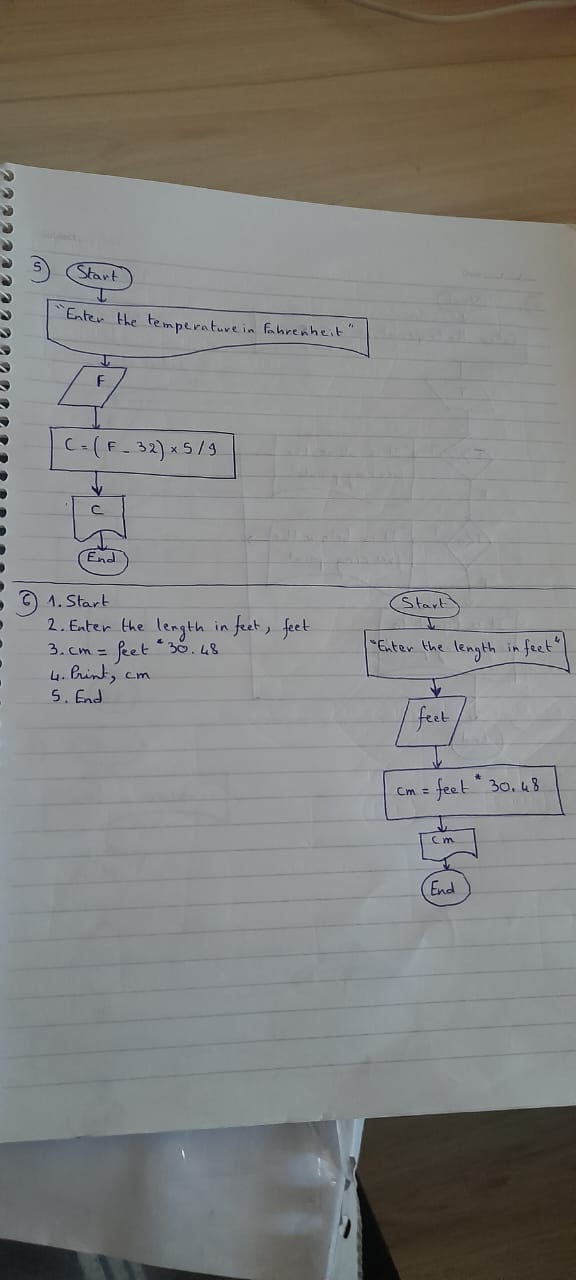 5) Start
"Enter the temperature in Fahrenheit"
F
C = (F - 32) × 5/9
C
End
6) 1. Start
2. Enter the length in feet, feet
3. cm = feet * 30.48
4. Print, cm
5. End
Start
"Enter the length in feet"
feet
cm = feet * 30.48
cm
End